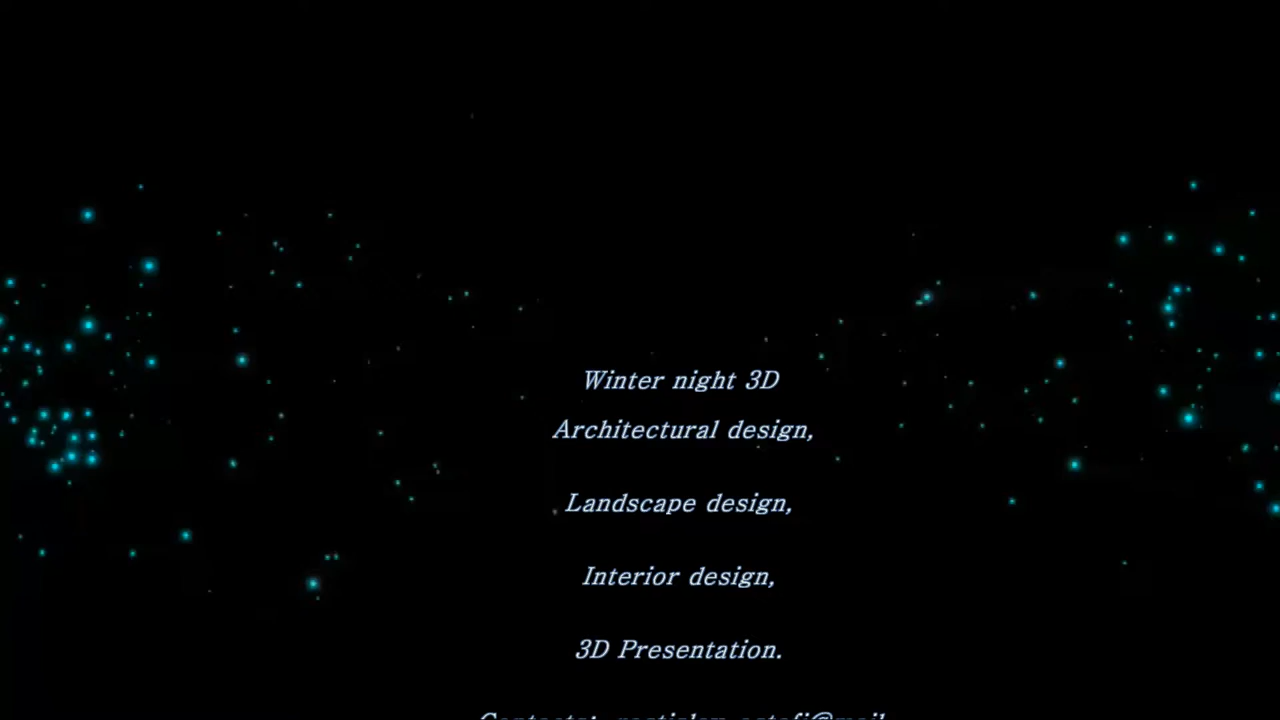 Winter night 3D
Architectural design,
Landscape design,
Interior design,
3D Presentation.